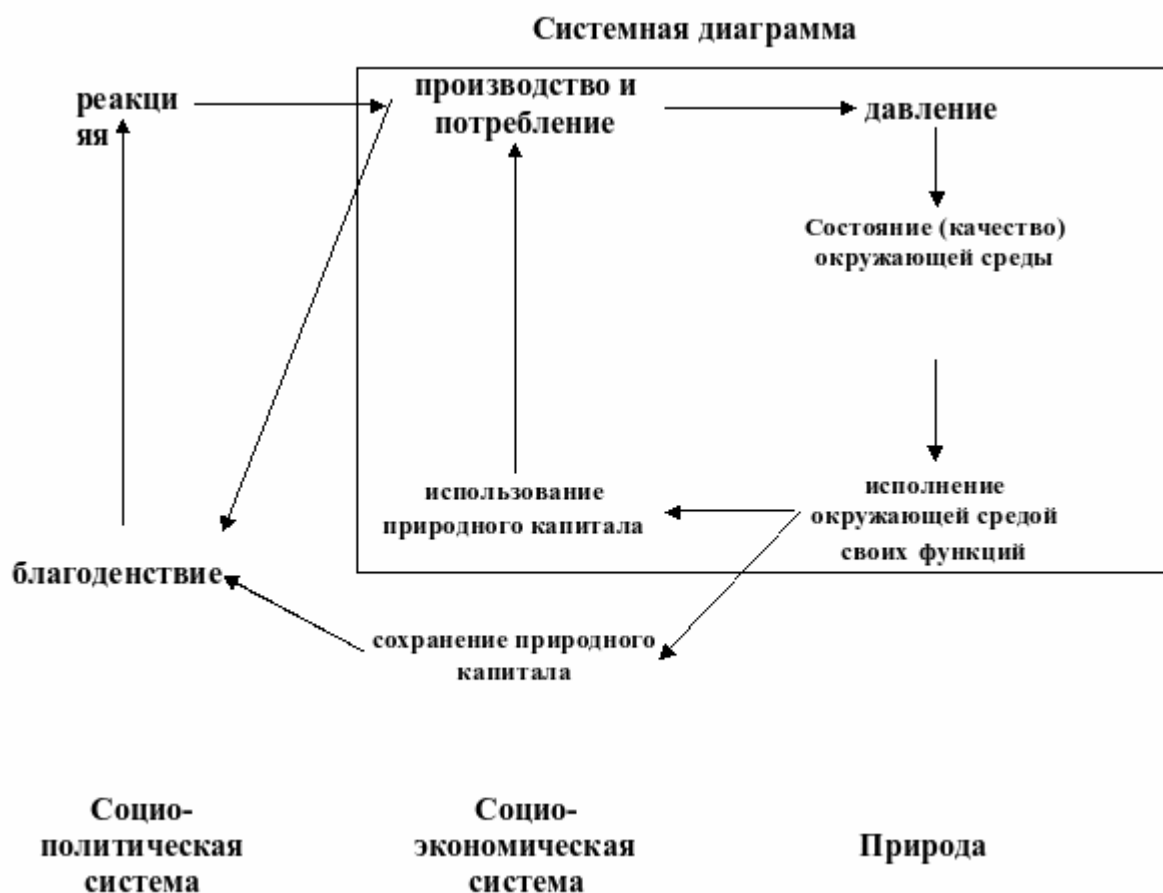 Системная диаграмма
реакци
яя
производство и
потребление
давление
Состояние (качество)
окружающей среды
использование
природного капитала
исполнение
окружающей средой
своих функций
благоденствие
сохранение природного
капитала
Социо-
политическая
система
Социо-
экономическая
система
Природа